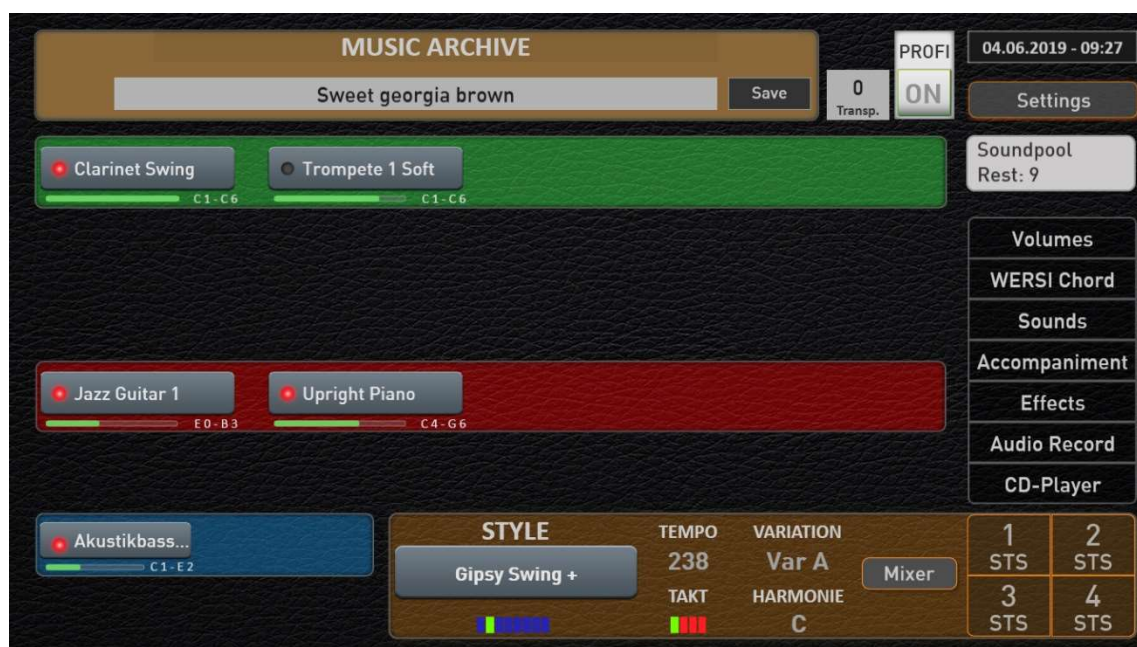 MUSIC ARCHIVE
Sweet georgia brown
Save
0
Transp.
PROFI
ON
04.06.2019 - 09:27
Settings
Clarinet Swing
C1-C6
Trompete 1 Soft
C1-C6
Soundpool
Rest: 9
Volumes
WERSI Chord
Sounds
Accompaniment
Effects
Audio Record
CD-Player
Jazz Guitar 1
E0-B3
Upright Piano
C4-G6
Akustikbass...
C1-E2
STYLE
Gipsy Swing +
TEMPO
238
TAKT
VARIATION
Var A
HARMONIE
C
Mixer
1
STS
2
STS
3
STS
4
STS